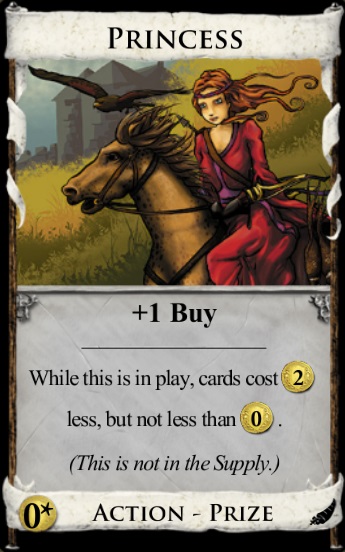 PRINCESS
+1 Buy
While this is in play, cards cost 2
less, but not less than 0 .
(This is not in the Supply.)
0* ACTION - PRIZE